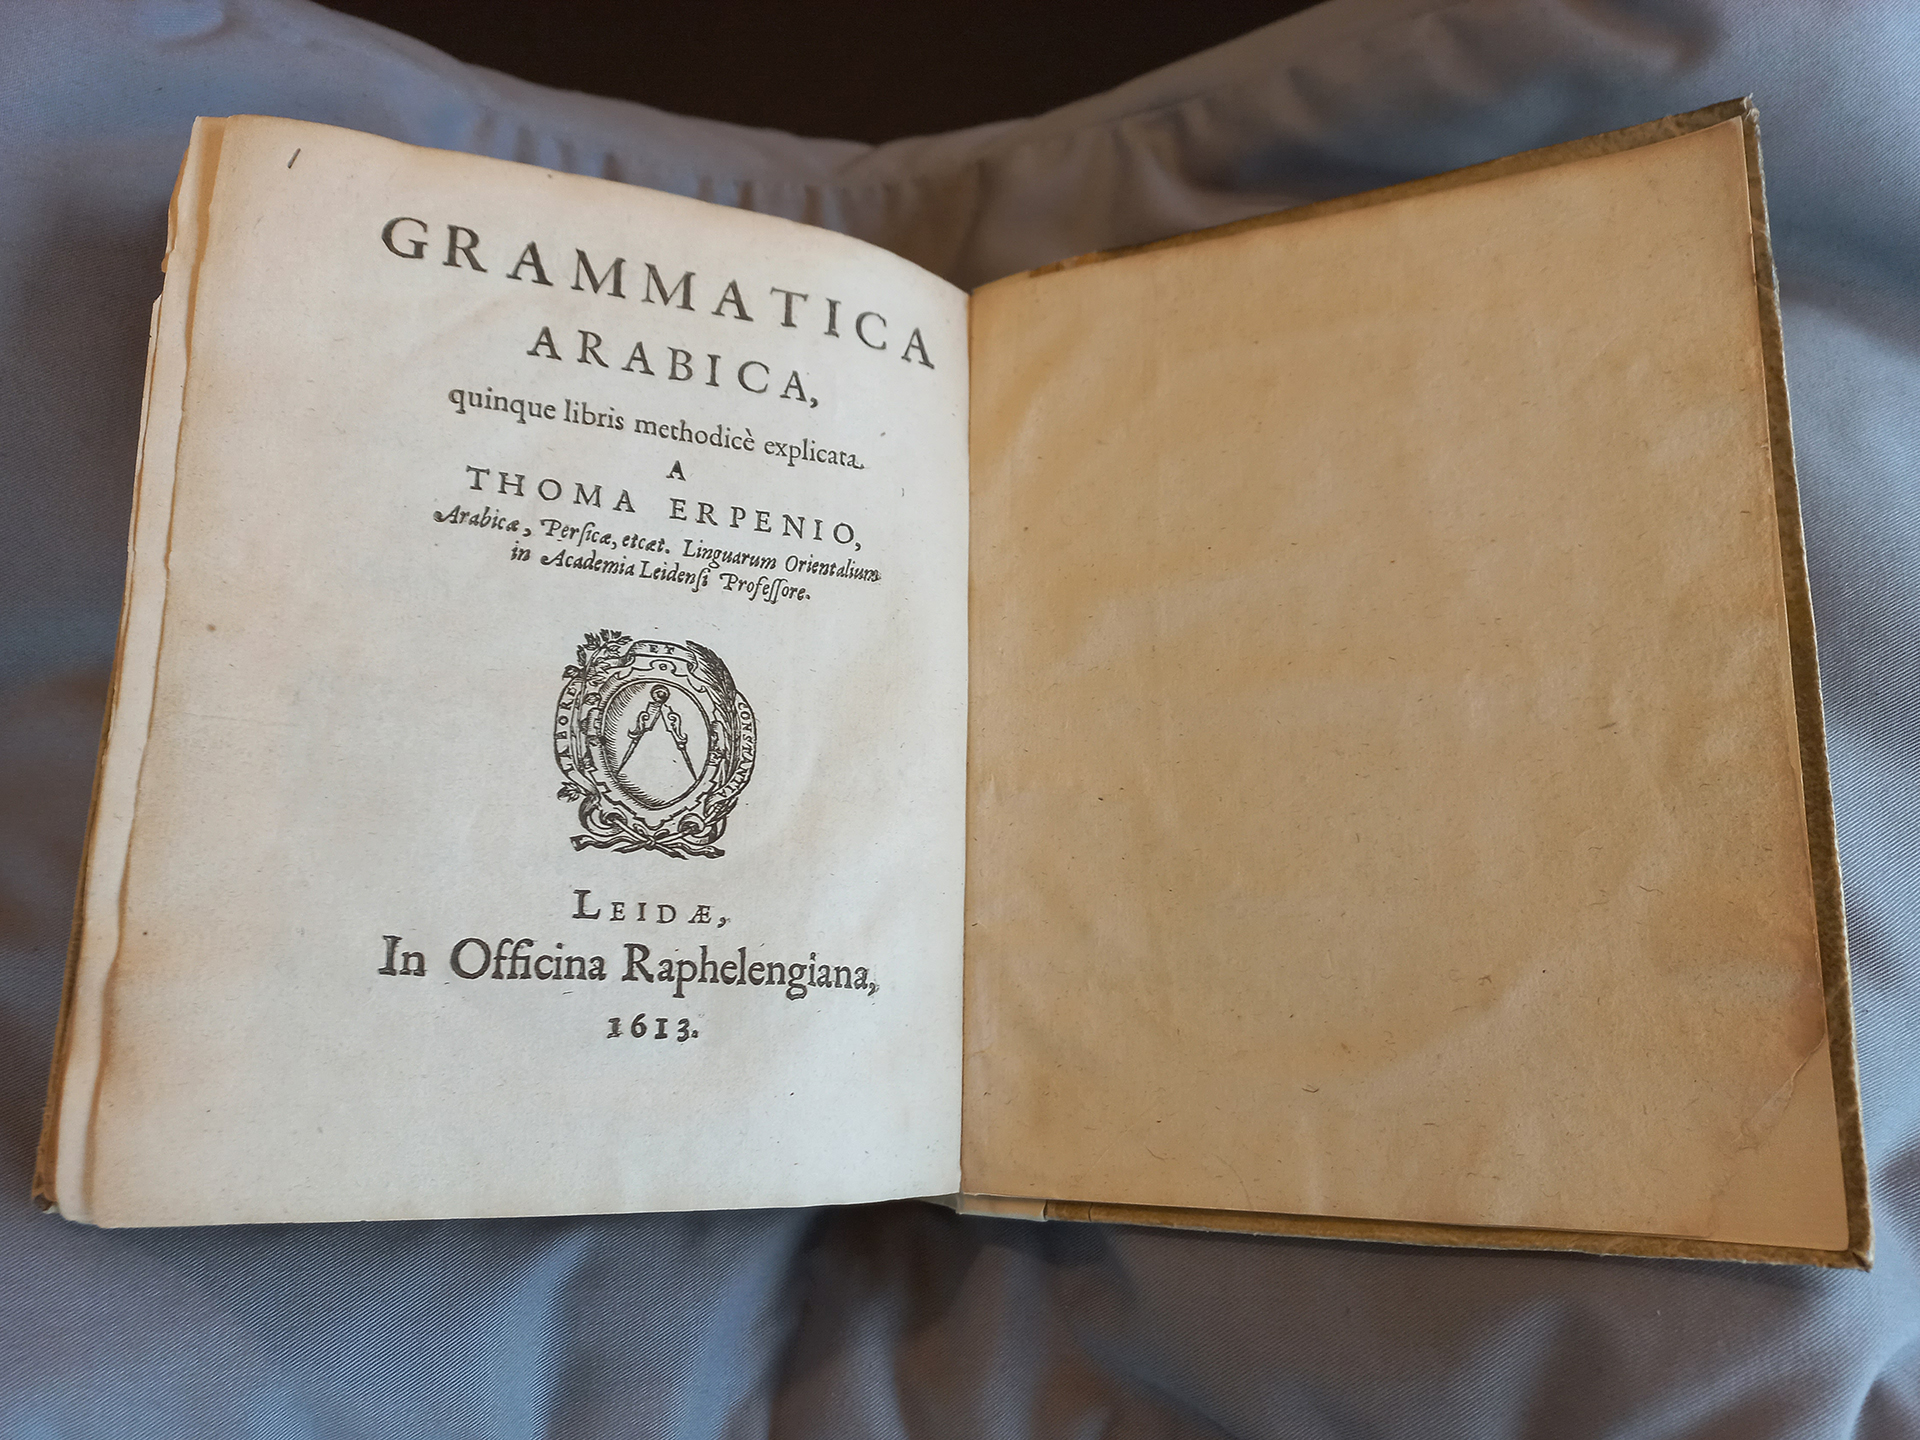 GRAMMATICA
ARABICA,
quinque libris methodicè explicata.
A
THOMA ERPENIO,
Arabicæ, Perſicæ, etcæt. Linguarum Orientalium
in Academia Leidenſi Profeſſore.
LABORE ET CONSTANTIA
LEIDÆ,
In Officina Raphelengiana,
1613.